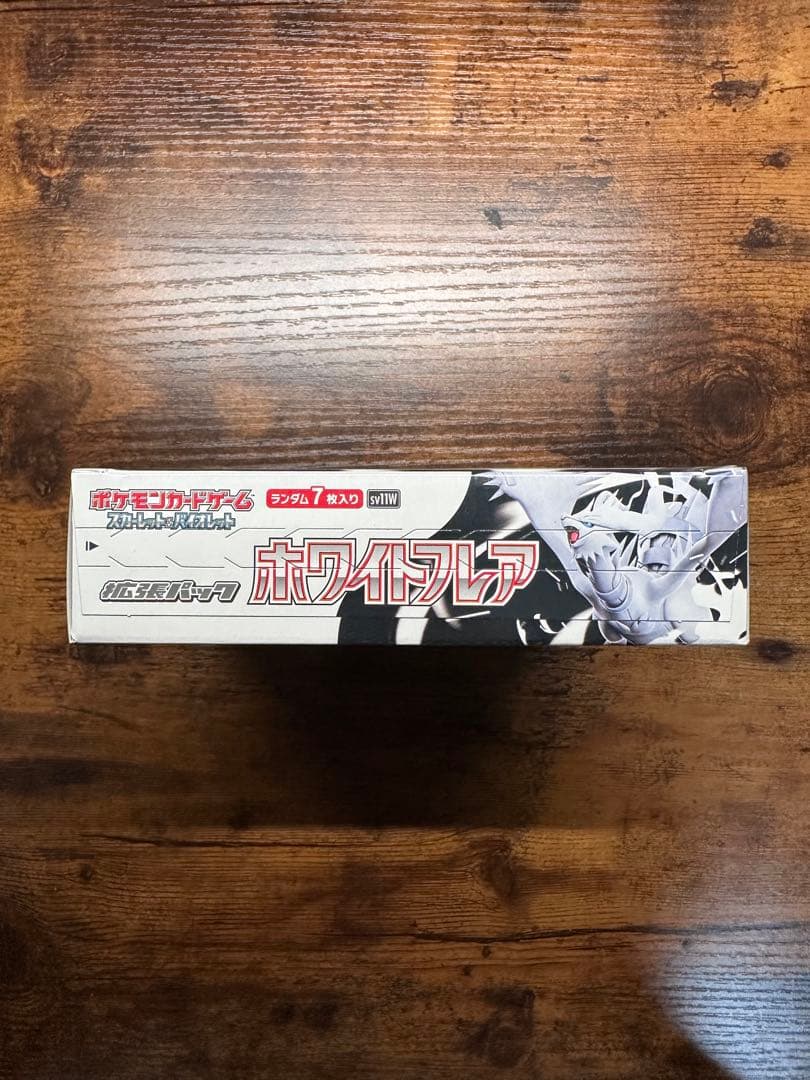 ポケモンカードゲーム
スカーレット&バイオレット
ランダム7枚入り
sv11W
拡張パック
ホワイトフレア